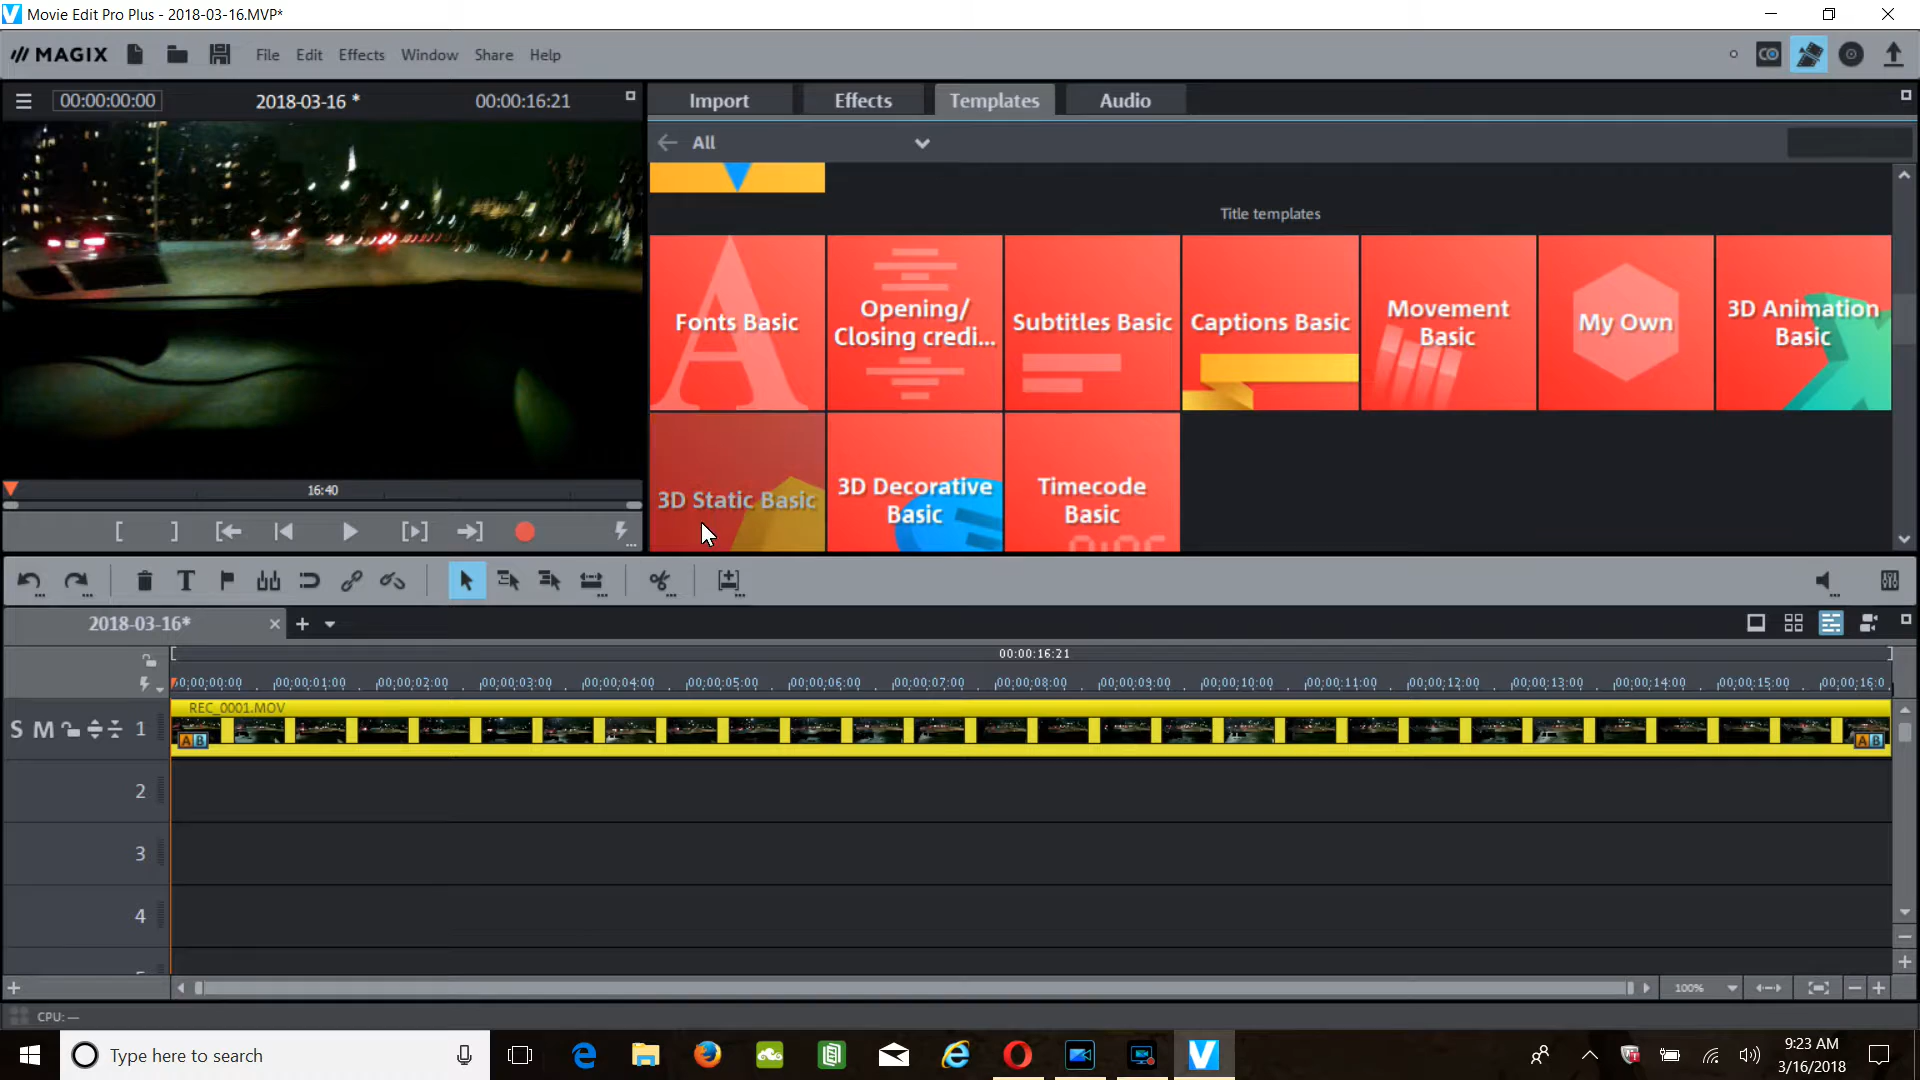 Movie Edit Pro Plus - 2018-03-16.MVP*
MAGIX File Edit Effects Window Share Help
00:00:00:00 2018-03-16 * 00:00:16:21
Import Effects Templates Audio
All
Title templates
Fonts Basic
Opening/
Closing credi...
Subtitles Basic
Captions Basic
Movement
Basic
My Own
3D Animation
Basic
3D Static Basic
3D Decorative
Basic
Timecode
Basic
16:40
2018-03-16*
00:00:16:21
00:00:00:00 00:00:01:00 00:00:02:00 00:00:03:00 00:00:04:00 00:00:05:00 00:00:06:00 00:00:07:00 00:00:08:00 00:00:09:00 00:00:10:00 00:00:11:00 00:00:12:00 00:00:13:00 00:00:14:00 00:00:15:00 00:00:16:0
REC_0001.MOV
S M 1
A B
A B
2
3
4
100%
CPU: —
Type here to search
9:23 AM
3/16/2018